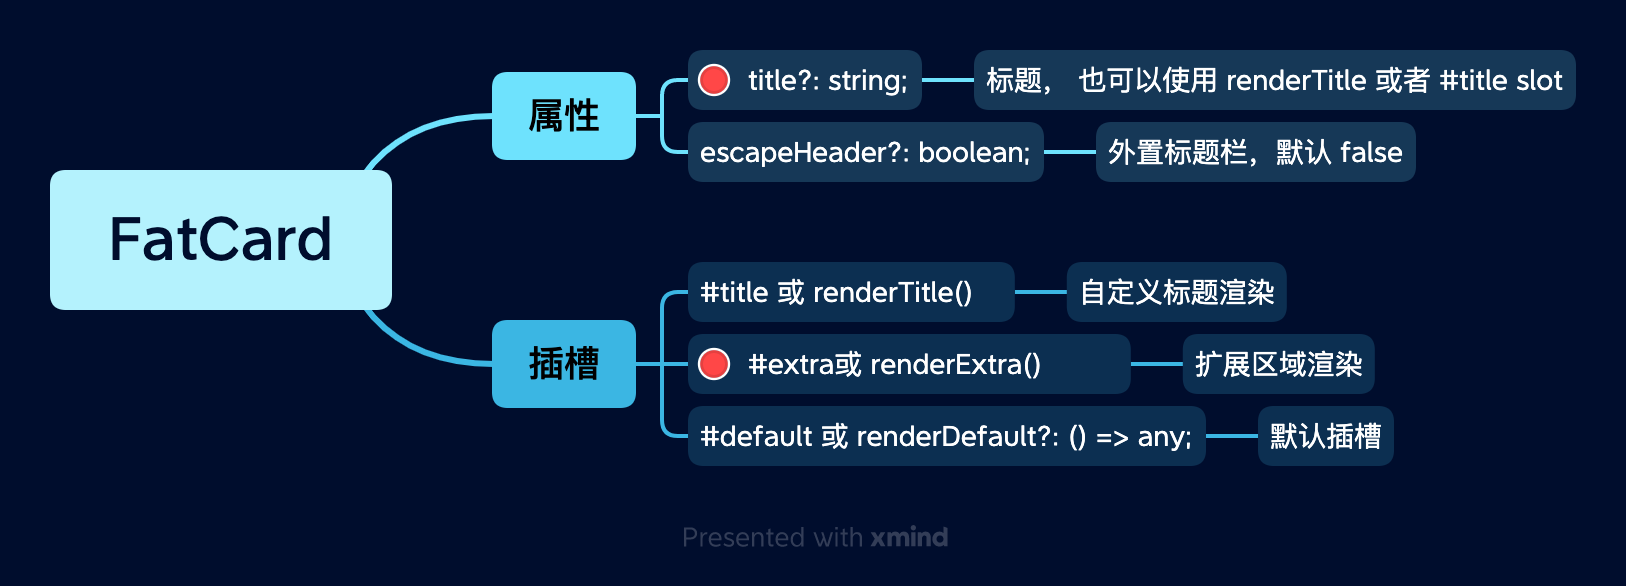 FatCard
属性
title?: string;
标题， 也可以使用 renderTitle 或者 #title slot
escapeHeader?: boolean;
外置标题栏，默认 false
插槽
#title 或 renderTitle()
自定义标题渲染
#extra或 renderExtra()
扩展区域渲染
#default 或 renderDefault?: () => any;
默认插槽
Presented with xmind